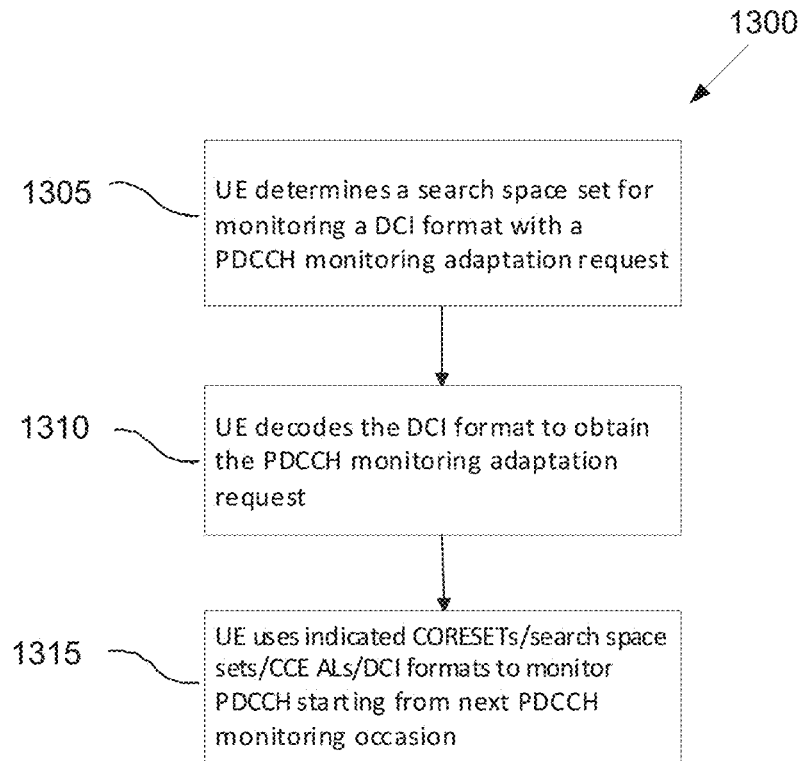 1300
1305
UE determines a search space set for
monitoring a DCI format with a
PDCCH monitoring adaptation request
1310
UE decodes the DCI format to obtain
the PDCCH monitoring adaptation
request
1315
UE uses indicated CORESETs/search space
sets/CCE ALs/DCI formats to monitor
PDCCH starting from next PDCCH
monitoring occasion